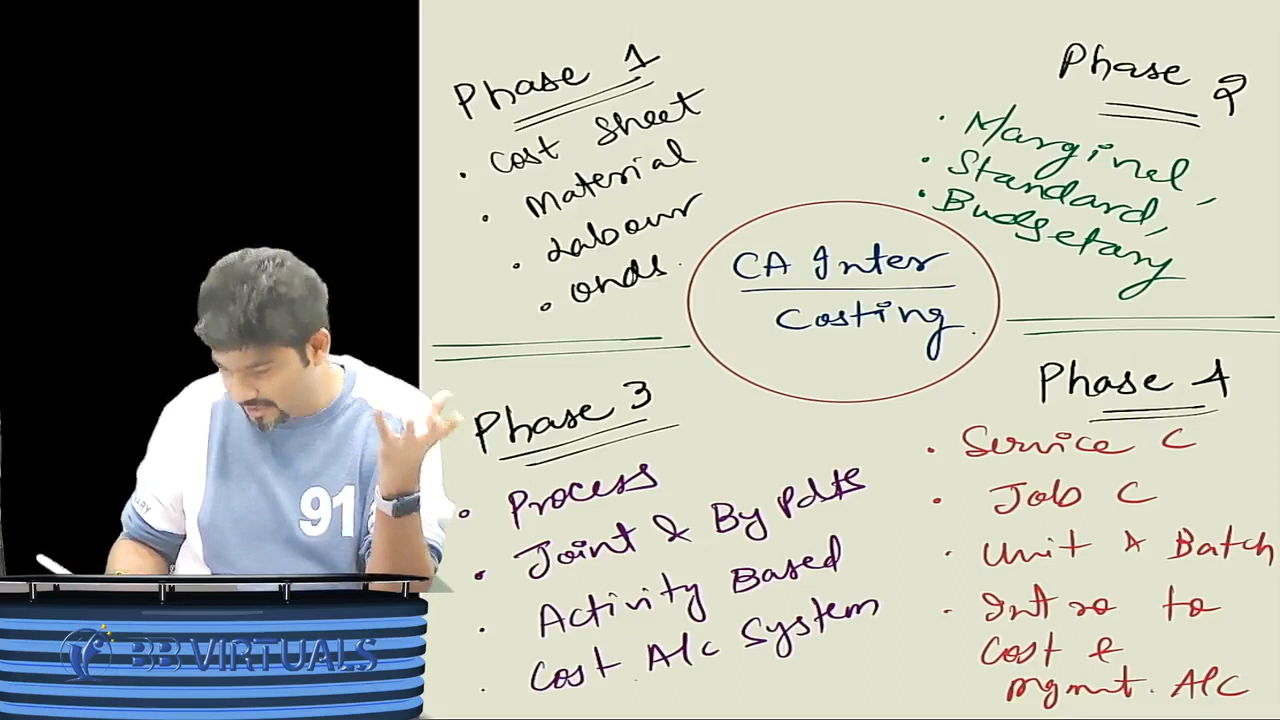 Phase 1
• Cost Sheet
• Material
• Labour
• OHDS.
Phase 2
• Marginal,
• Standard,
• Budgetary
CA Inter
Costing.
Phase 3
• Process
• Joint & By Pdts
• Activity Based
• Cost A/c System
Phase 4
• Service C
• Job C
• Unit & Batch
• Intro to
Cost &
Mgmt. A/C
91
BB VIRTUALS